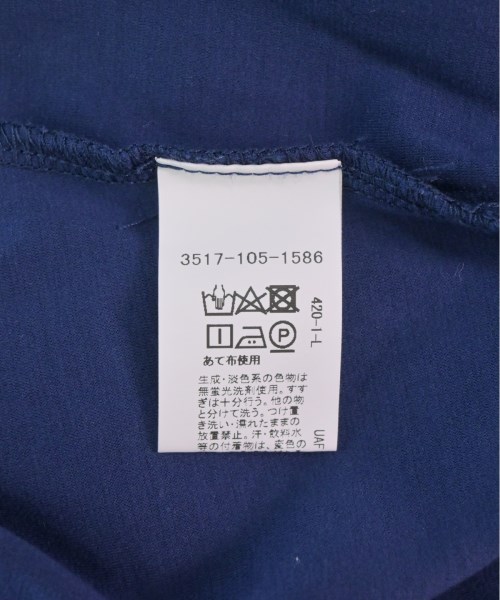 3517-105-1586
420-1-L
あて布使用
生成・淡色系の色物は
無蛍光洗剤使用。すす
ぎは十分行う。他の物
と分けて洗う。つけ置
き洗い・濡れたままの
放置禁止。汗・飲料水
等の付着物は、変色の
UAF